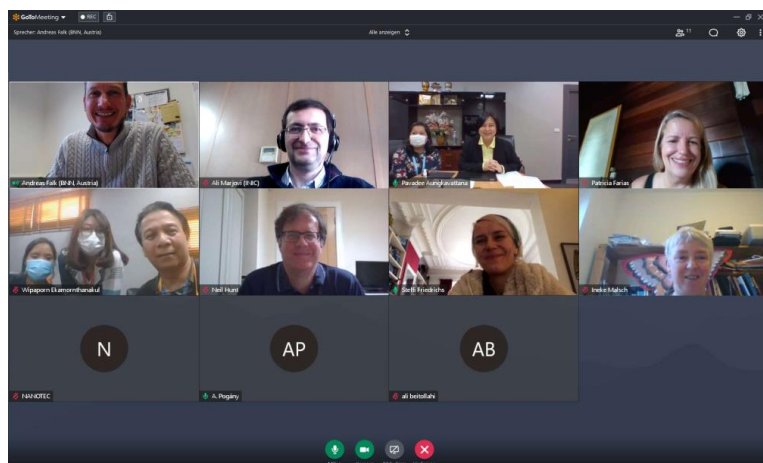 GoToMeeting
REC
Sprecher: Andreas Falk (BNN, Austria)
Alle anzeigen
11
Andreas Falk (BNN, Austria)
Ali Marjovi (INIC)
Pavadee Aungkavattana
Patricia Farias
Wipaporn Ekamornthanakul
Neil Hunt
Steffi Friedrichs
Ineke Malsch
N
AP
AB
NANOTEC
A. Pogány
ali beitollahi